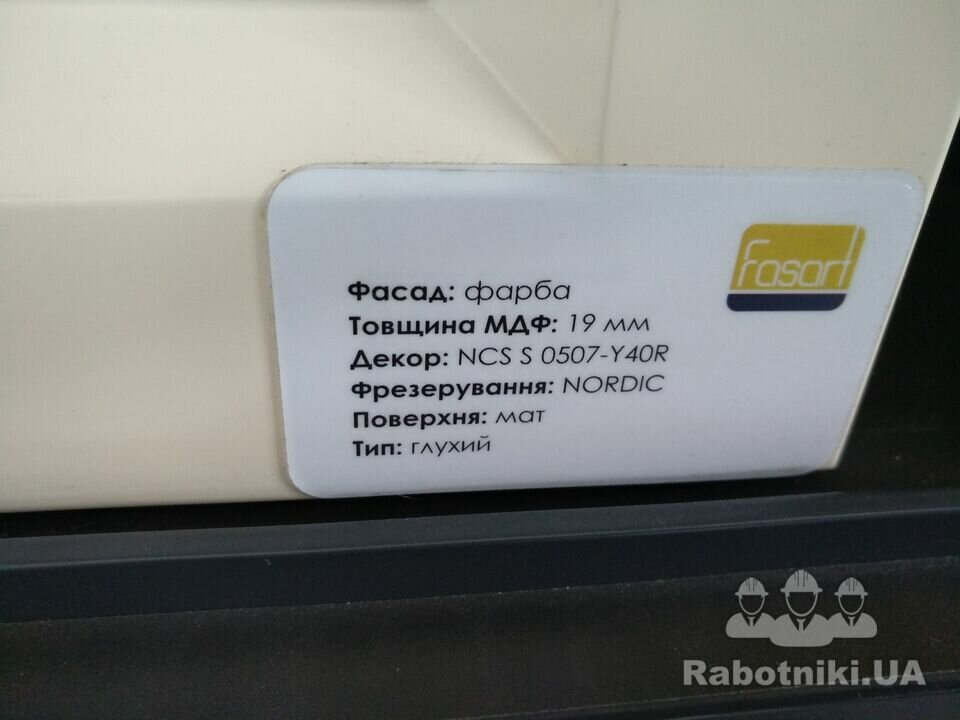 fasart
Фасад: фарба
Товщина МДФ: 19 мм
Декор: NCS S 0507-Y40R
Фрезерування: NORDIC
Поверхня: мат
Тип: глухий
Rabotniki.UA